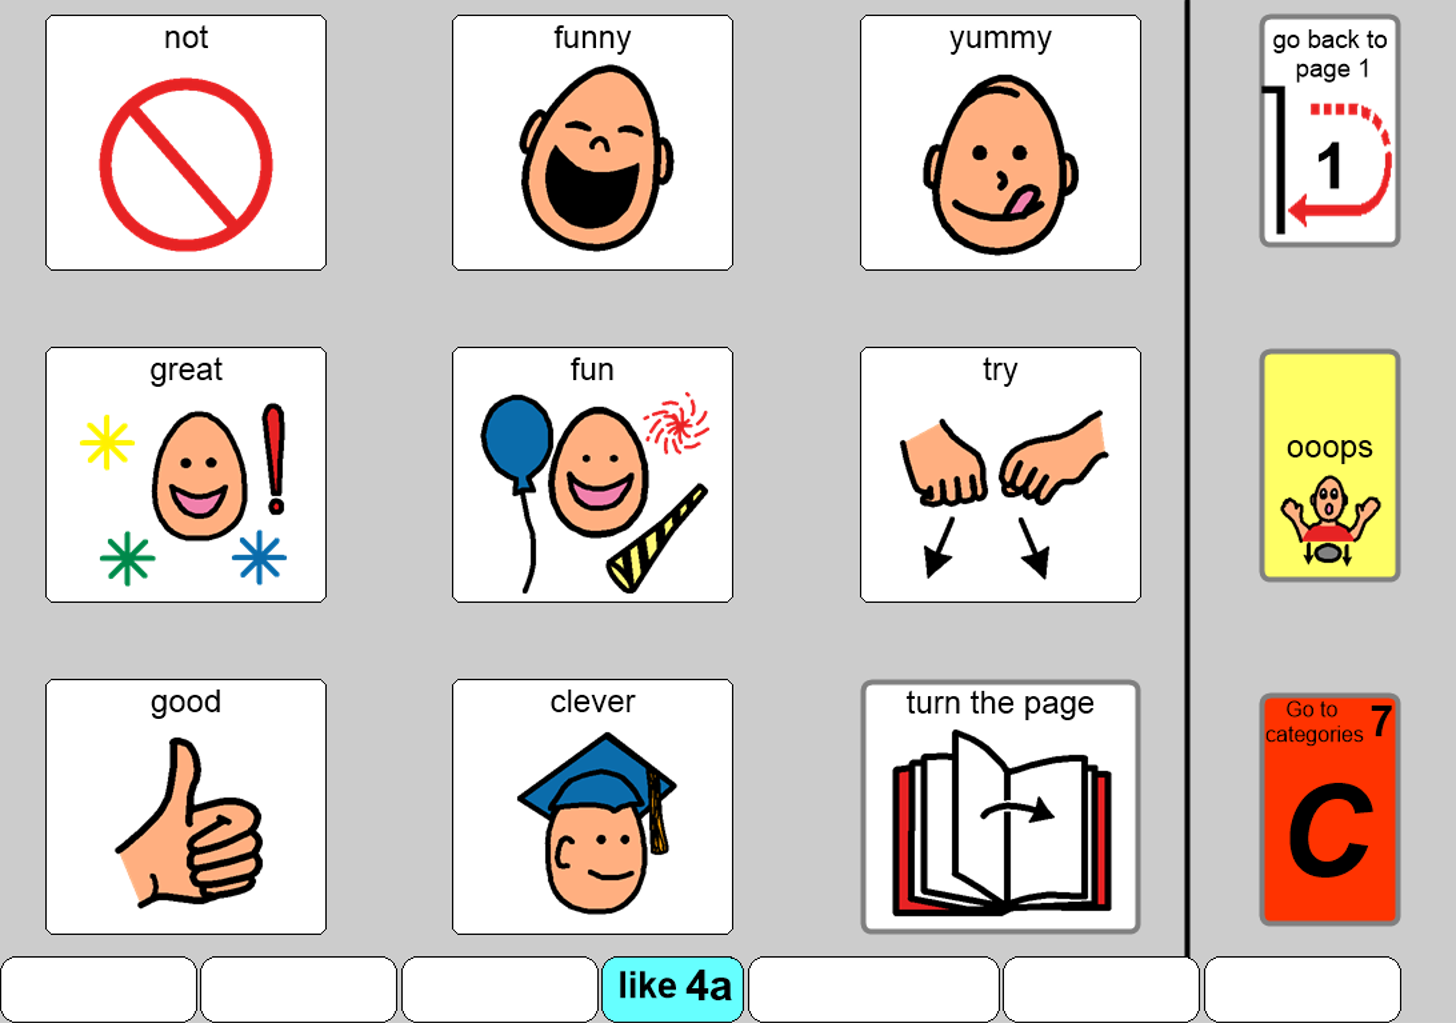 not
funny
yummy
go back to
page 1
1
great
fun
try
ooops
good
clever
turn the page
Go to
categories 7
C
like 4a